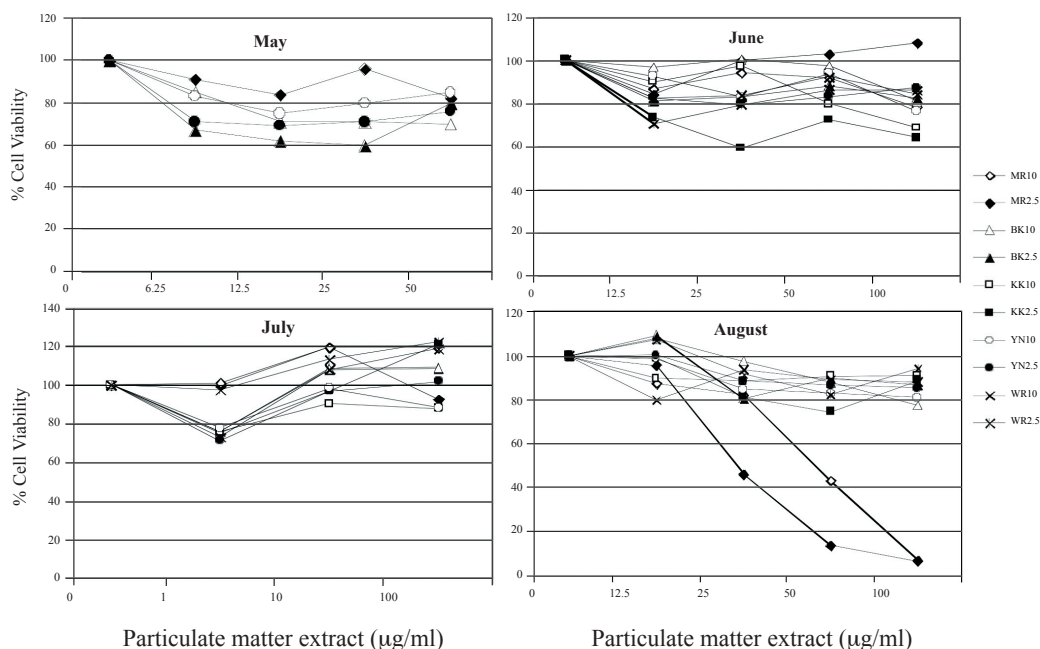 May
June
% Cell Viability
120
100
80
60
40
20
0
0
6.25
12.5
25
50
120
100
80
60
40
20
0
0
12.5
25
50
100
July
August
% Cell Viability
140
120
100
80
60
40
20
0
0
1
10
100
120
100
80
60
40
20
0
0
12.5
25
50
100
MR10
MR2.5
BK10
BK2.5
KK10
KK2.5
YN10
YN2.5
WR10
WR2.5
Particulate matter extract (μg/ml)
Particulate matter extract (μg/ml)